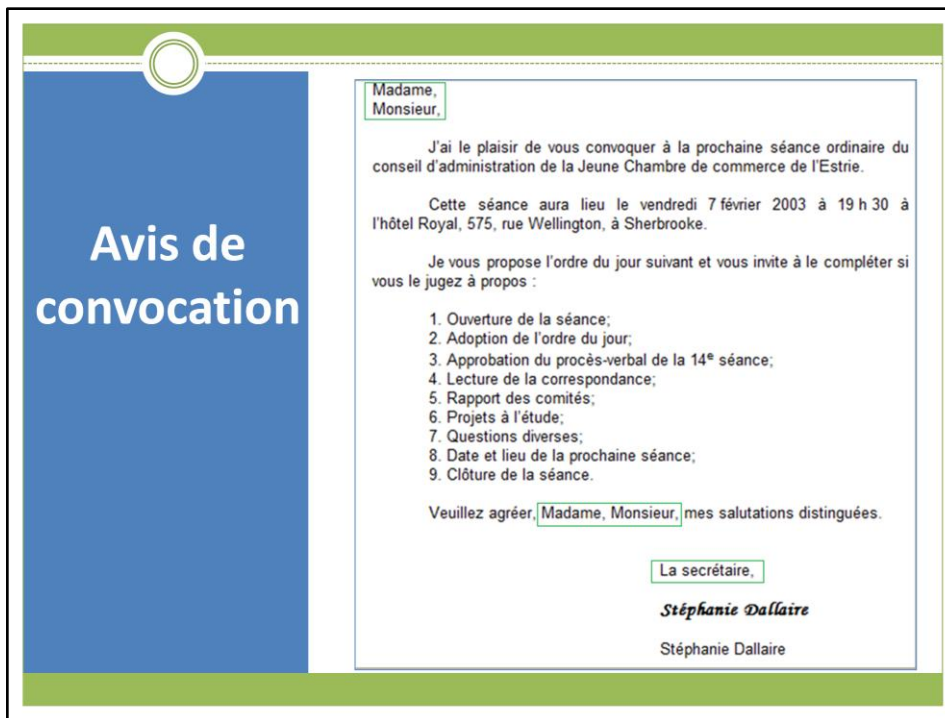 Avis de
convocation
Madame,
Monsieur,
J'ai le plaisir de vous convoquer à la prochaine séance ordinaire du
conseil d'administration de la Jeune Chambre de commerce de l'Estrie.
Cette séance aura lieu le vendredi 7 février 2003 à 19 h 30 à
l'hôtel Royal, 575, rue Wellington, à Sherbrooke.
Je vous propose l'ordre du jour suivant et vous invite à le compléter si
vous le jugez à propos :
1. Ouverture de la séance;
2. Adoption de l'ordre du jour;
3. Approbation du procès-verbal de la 14e séance;
4. Lecture de la correspondance;
5. Rapport des comités;
6. Projets à l'étude;
7. Questions diverses;
8. Date et lieu de la prochaine séance;
9. Clôture de la séance.
Veuillez agréer, Madame, Monsieur, mes salutations distinguées.
La secrétaire,
Stéphanie Dallaire
Stéphanie Dallaire